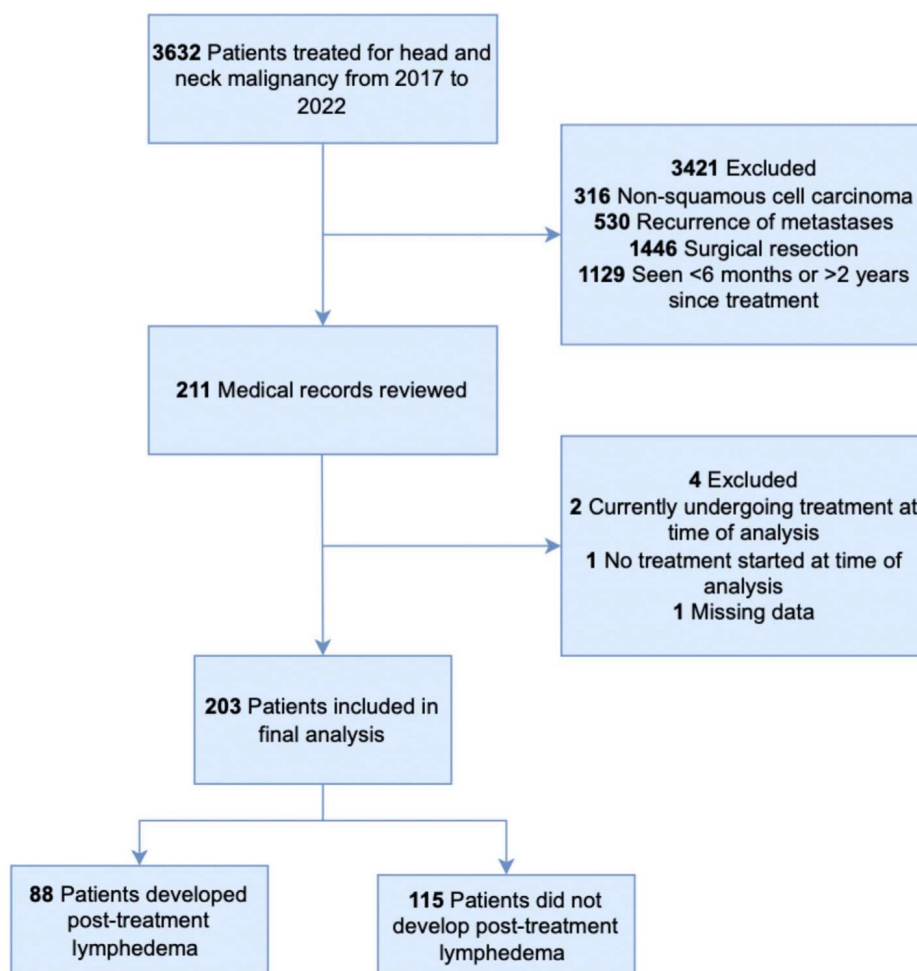 3632 Patients treated for head and
neck malignancy from 2017 to
2022
3421 Excluded
316 Non-squamous cell carcinoma
530 Recurrence of metastases
1446 Surgical resection
1129 Seen <6 months or >2 years
since treatment
211 Medical records reviewed
4 Excluded
2 Currently undergoing treatment at
time of analysis
1 No treatment started at time of
analysis
1 Missing data
203 Patients included in
final analysis
88 Patients developed
post-treatment
lymphedema
115 Patients did not
develop post-treatment
lymphedema